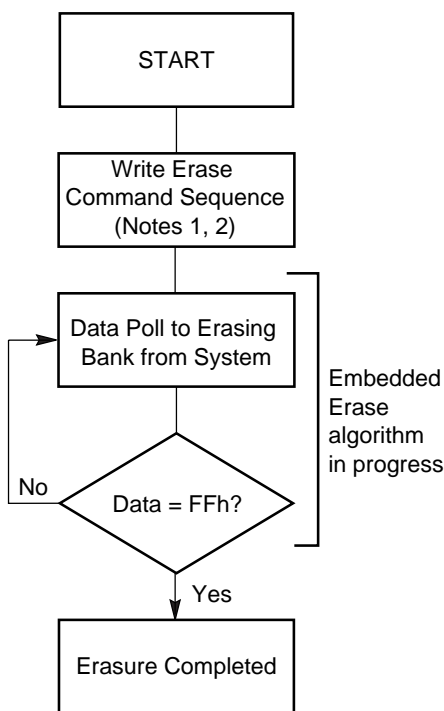 START
Write Erase
Command Sequence
(Notes 1, 2)
Data Poll to Erasing
Bank from System
Embedded
Erase
algorithm
in progress
No
Data = FFh?
Yes
Erasure Completed